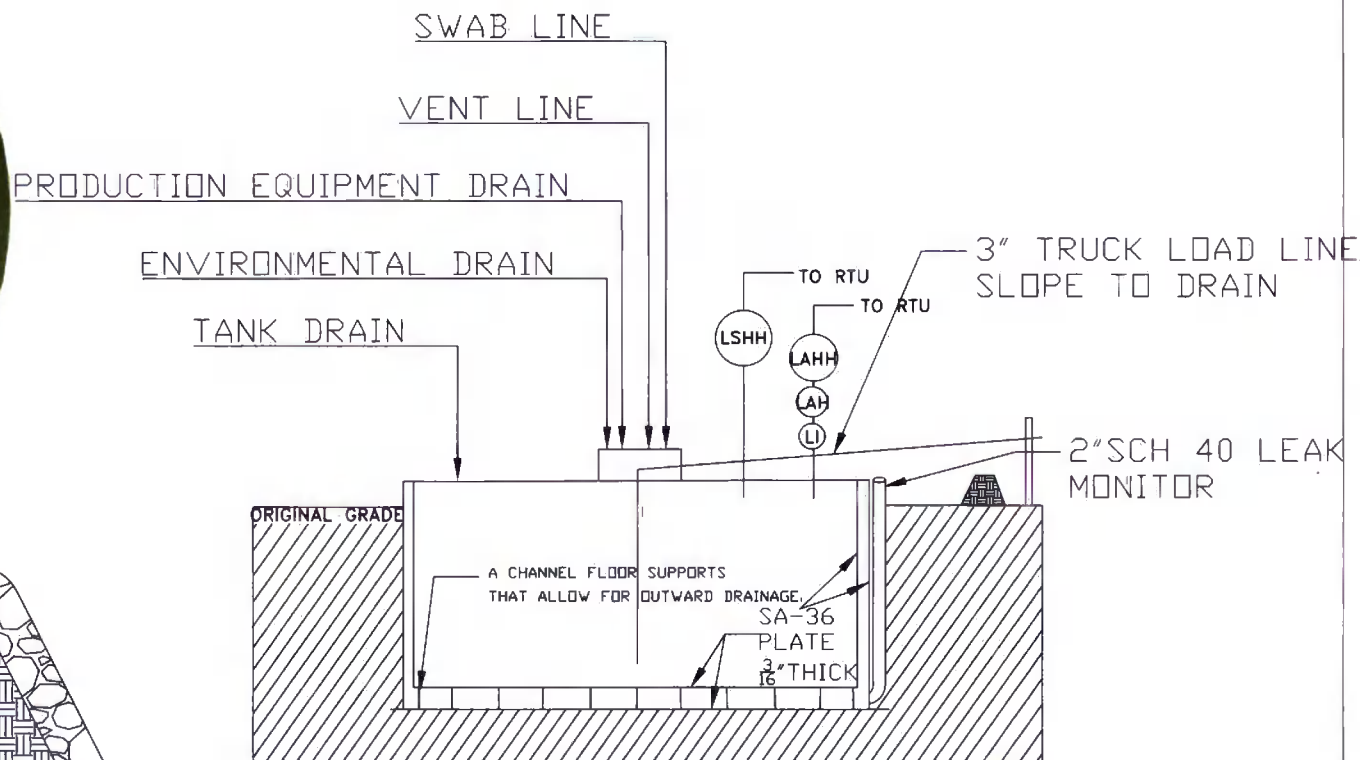 SWAB LINE
VENT LINE
PRODUCTION EQUIPMENT DRAIN
ENVIRONMENTAL DRAIN
TANK DRAIN
TO RTU
TO RTU
3" TRUCK LOAD LINE
SLOPE TO DRAIN
LSHH
LAHH
LAH
LI
2"SCH 40 LEAK
MONITOR
ORIGINAL GRADE
A CHANNEL FLOOR SUPPORTS
THAT ALLOW FOR OUTWARD DRAINAGE.
SA-36
PLATE
3/16"THICK